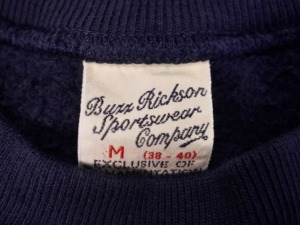 Buzz Rickson
Sportswear
Company
M (38 - 40)
EXCLUSIVE OF